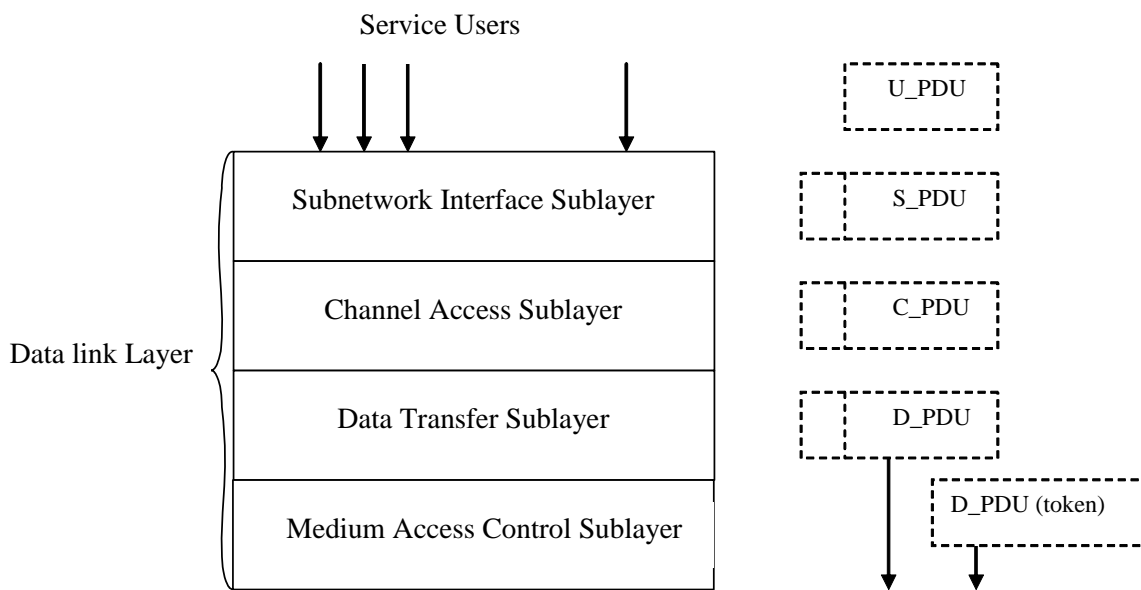 Service Users
U_PDU
Subnetwork Interface Sublayer
S_PDU
Channel Access Sublayer
C_PDU
Data link Layer
Data Transfer Sublayer
D_PDU
Medium Access Control Sublayer
D_PDU (token)